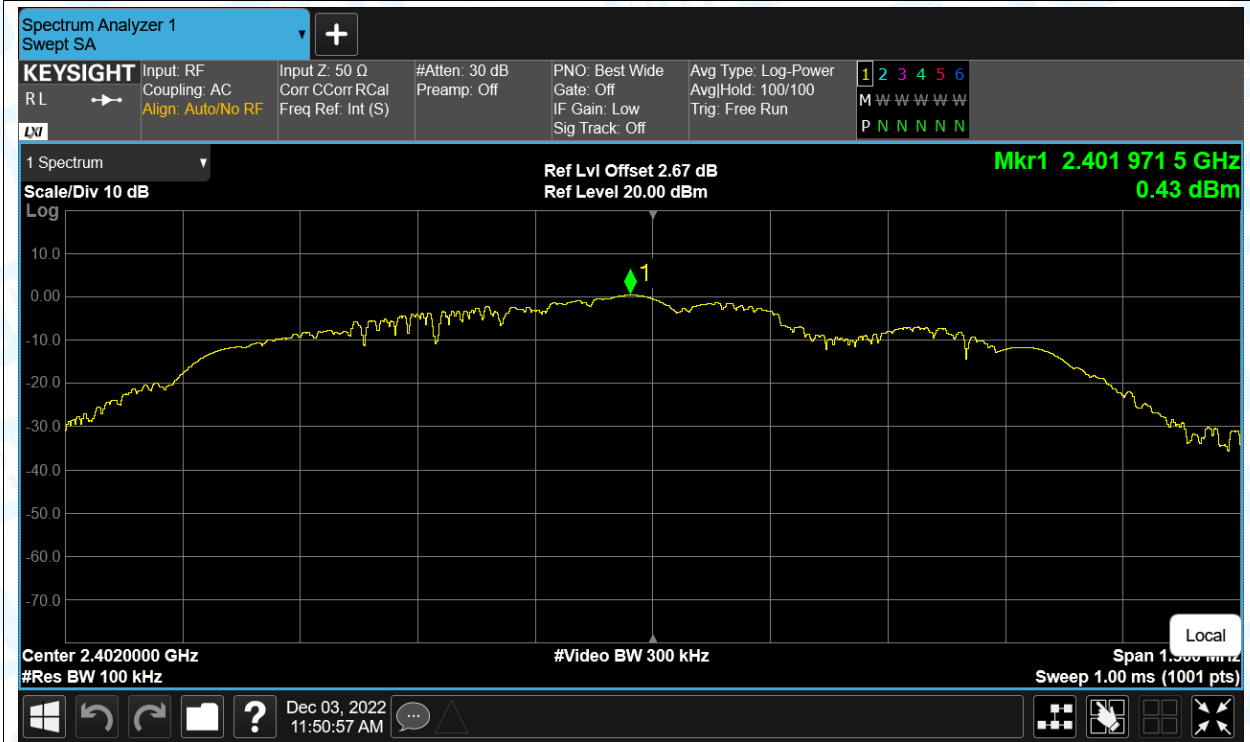 Spectrum Analyzer 1
Swept SA
KEYSIGHT
R L
LXI
Input: RF
Coupling: AC
Align: Auto/No RF
Input Z: 50 Ω
Corr CCorr RCal
Freq Ref: Int (S)
#Atten: 30 dB
Preamp: Off
PNO: Best Wide
Gate: Off
IF Gain: Low
Sig Track: Off
Avg Type: Log-Power
Avg|Hold: 100/100
Trig: Free Run
1 2 3 4 5 6
M W W W W W
P N N N N N
1 Spectrum
Scale/Div 10 dB
Log
Ref Lvl Offset 2.67 dB
Ref Level 20.00 dBm
Mkr1 2.401 971 5 GHz
0.43 dBm
1
10.0
0.00
-10.0
-20.0
-30.0
-40.0
-50.0
-60.0
-70.0
Local
Center 2.4020000 GHz
#Res BW 100 kHz
#Video BW 300 kHz
Span 1.500 MHz
Sweep 1.00 ms (1001 pts)
?
Dec 03, 2022
11:50:57 AM